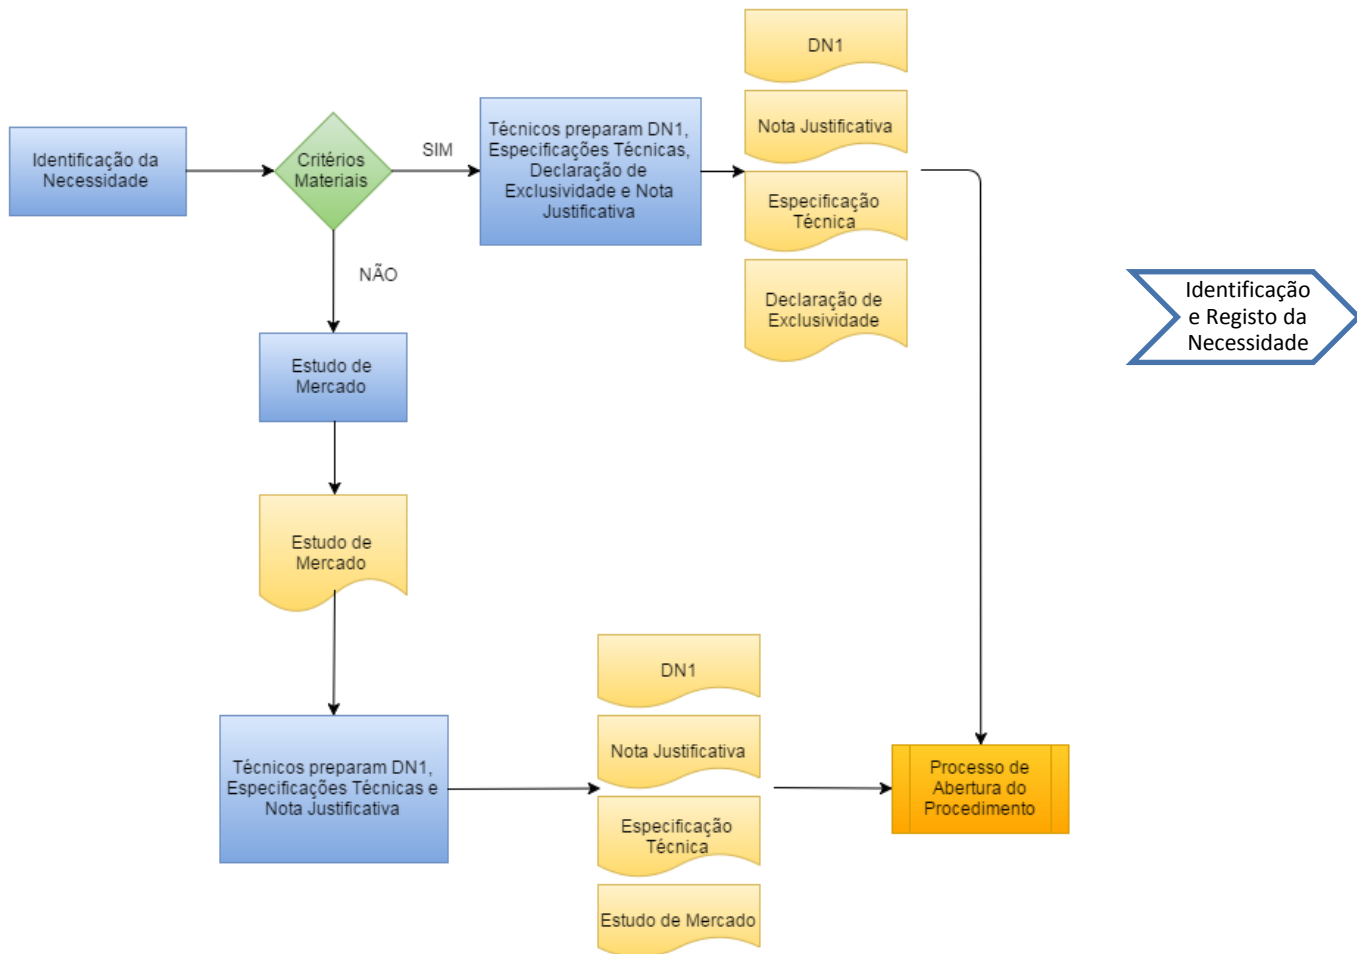 Identificação da
Necessidade
Critérios
Materiais
SIM
NÃO
Técnicos preparam DN1,
Especificações Técnicas,
Declaração de
Exclusividade e Nota
Justificativa
DN1
Nota Justificativa
Especificação
Técnica
Declaração de
Exclusividade
Identificação
e Registo da
Necessidade
Estudo de
Mercado
Estudo de
Mercado
Técnicos preparam DN1,
Especificações Técnicas e
Nota Justificativa
DN1
Nota Justificativa
Especificação
Técnica
Estudo de Mercado
Processo de
Abertura do
Procedimento